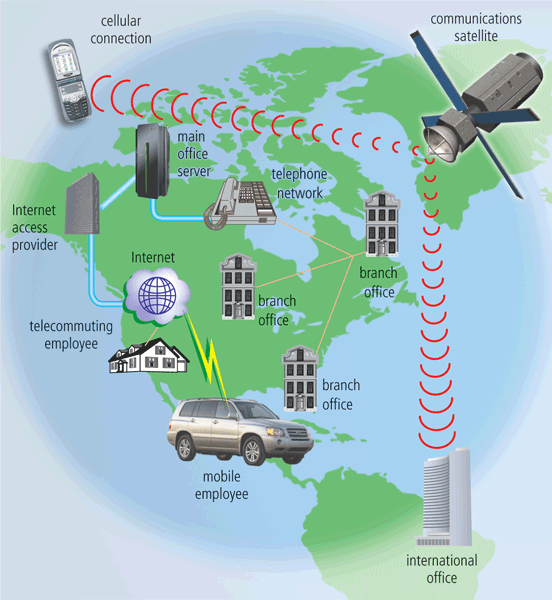 cellular
connection
communications
satellite
main
office
server
telephone
network
Internet
access
provider
Internet
branch
office
branch
office
telecommuting
employee
branch
office
mobile
employee
international
office